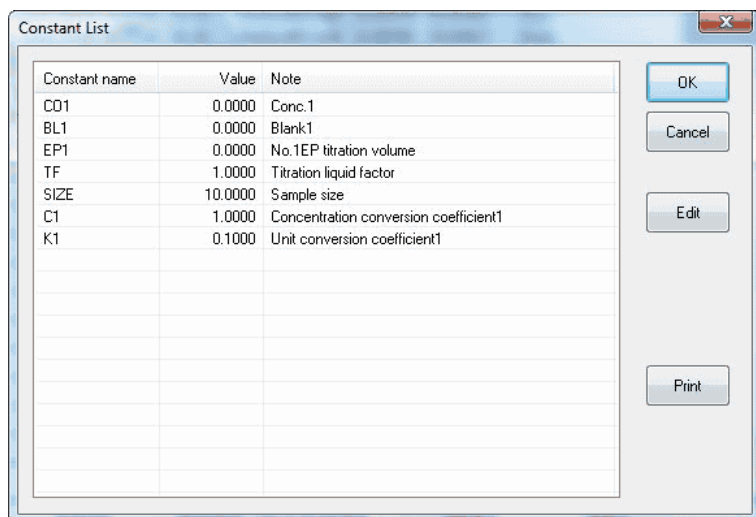 Constant List
Constant name Value Note
CO1 0.0000 Conc.1
BL1 0.0000 Blank1
EP1 0.0000 No.1EP titration volume
TF 1.0000 Titration liquid factor
SIZE 10.0000 Sample size
C1 1.0000 Concentration conversion coefficient1
K1 0.1000 Unit conversion coefficient1
OK
Cancel
Edit
Print